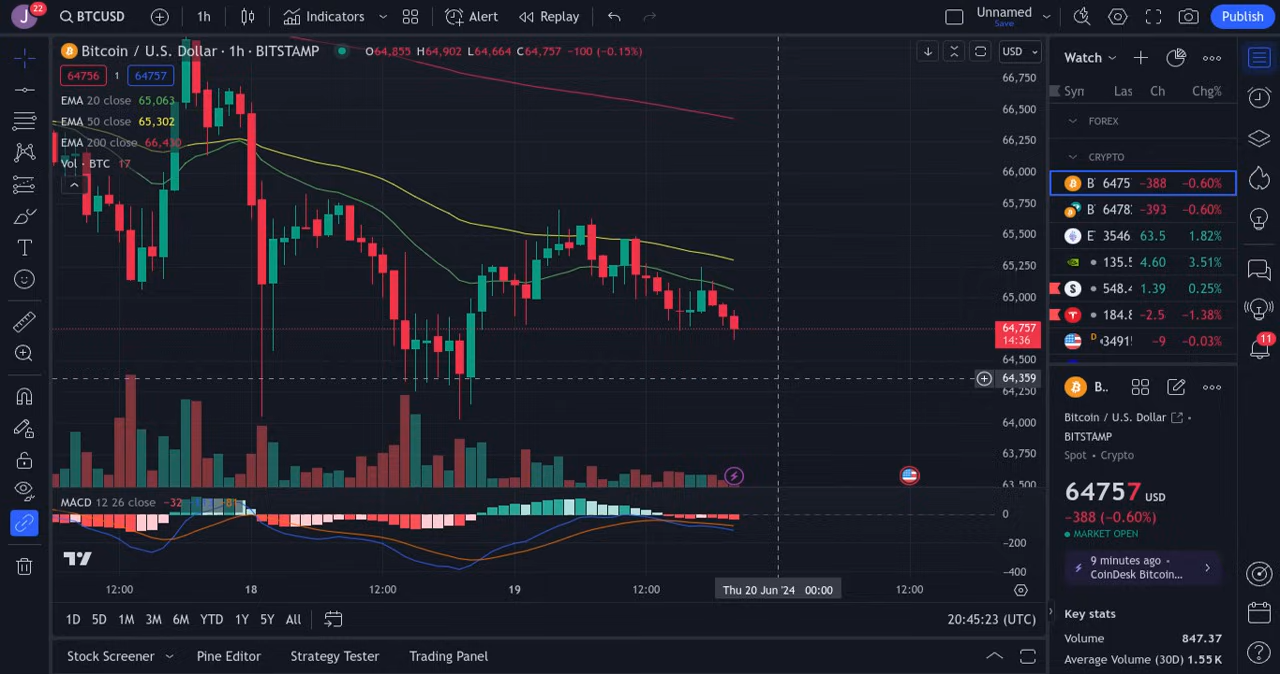 J 22 BTCUSD 1h Indicators Alert Replay Unnamed Save Publish
Bitcoin / U.S. Dollar · 1h · BITSTAMP O64,855 H64,902 L64,664 C64,757 −100 (−0.15%) USD
64756 1 64757
EMA 20 close 65,063
EMA 50 close 65,302
EMA 200 close 66,430
Vol · BTC 17
66,750
66,500
66,250
66,000
65,750
65,500
65,250
65,000
64,757
14:36
64,500
64,359
64,250
64,000
63,750
63,500
MACD 12 26 close −32
0
−200
−400
12:00 18 12:00 19 12:00 Thu 20 Jun '24 00:00 12:00
1D 5D 1M 3M 6M YTD 1Y 5Y All 20:45:23 (UTC)
Stock Screener Pine Editor Strategy Tester Trading Panel
Watch
Syn Las Ch Chg%
FOREX
CRYPTO
B 6475 −388 −0.60%
B 6478 −393 −0.60%
E 3546. 63.5 1.82%
135.5 4.60 3.51%
548.4 1.39 0.25%
184.8 −2.5 −1.38%
D 3491 −9 −0.03%
11
B..
Bitcoin / U.S. Dollar •
BITSTAMP
Spot • Crypto
64757 USD
−388 (−0.60%)
MARKET OPEN
9 minutes ago •
CoinDesk Bitcoin...
Key stats
Volume 847.37
Average Volume (30D) 1.55 K